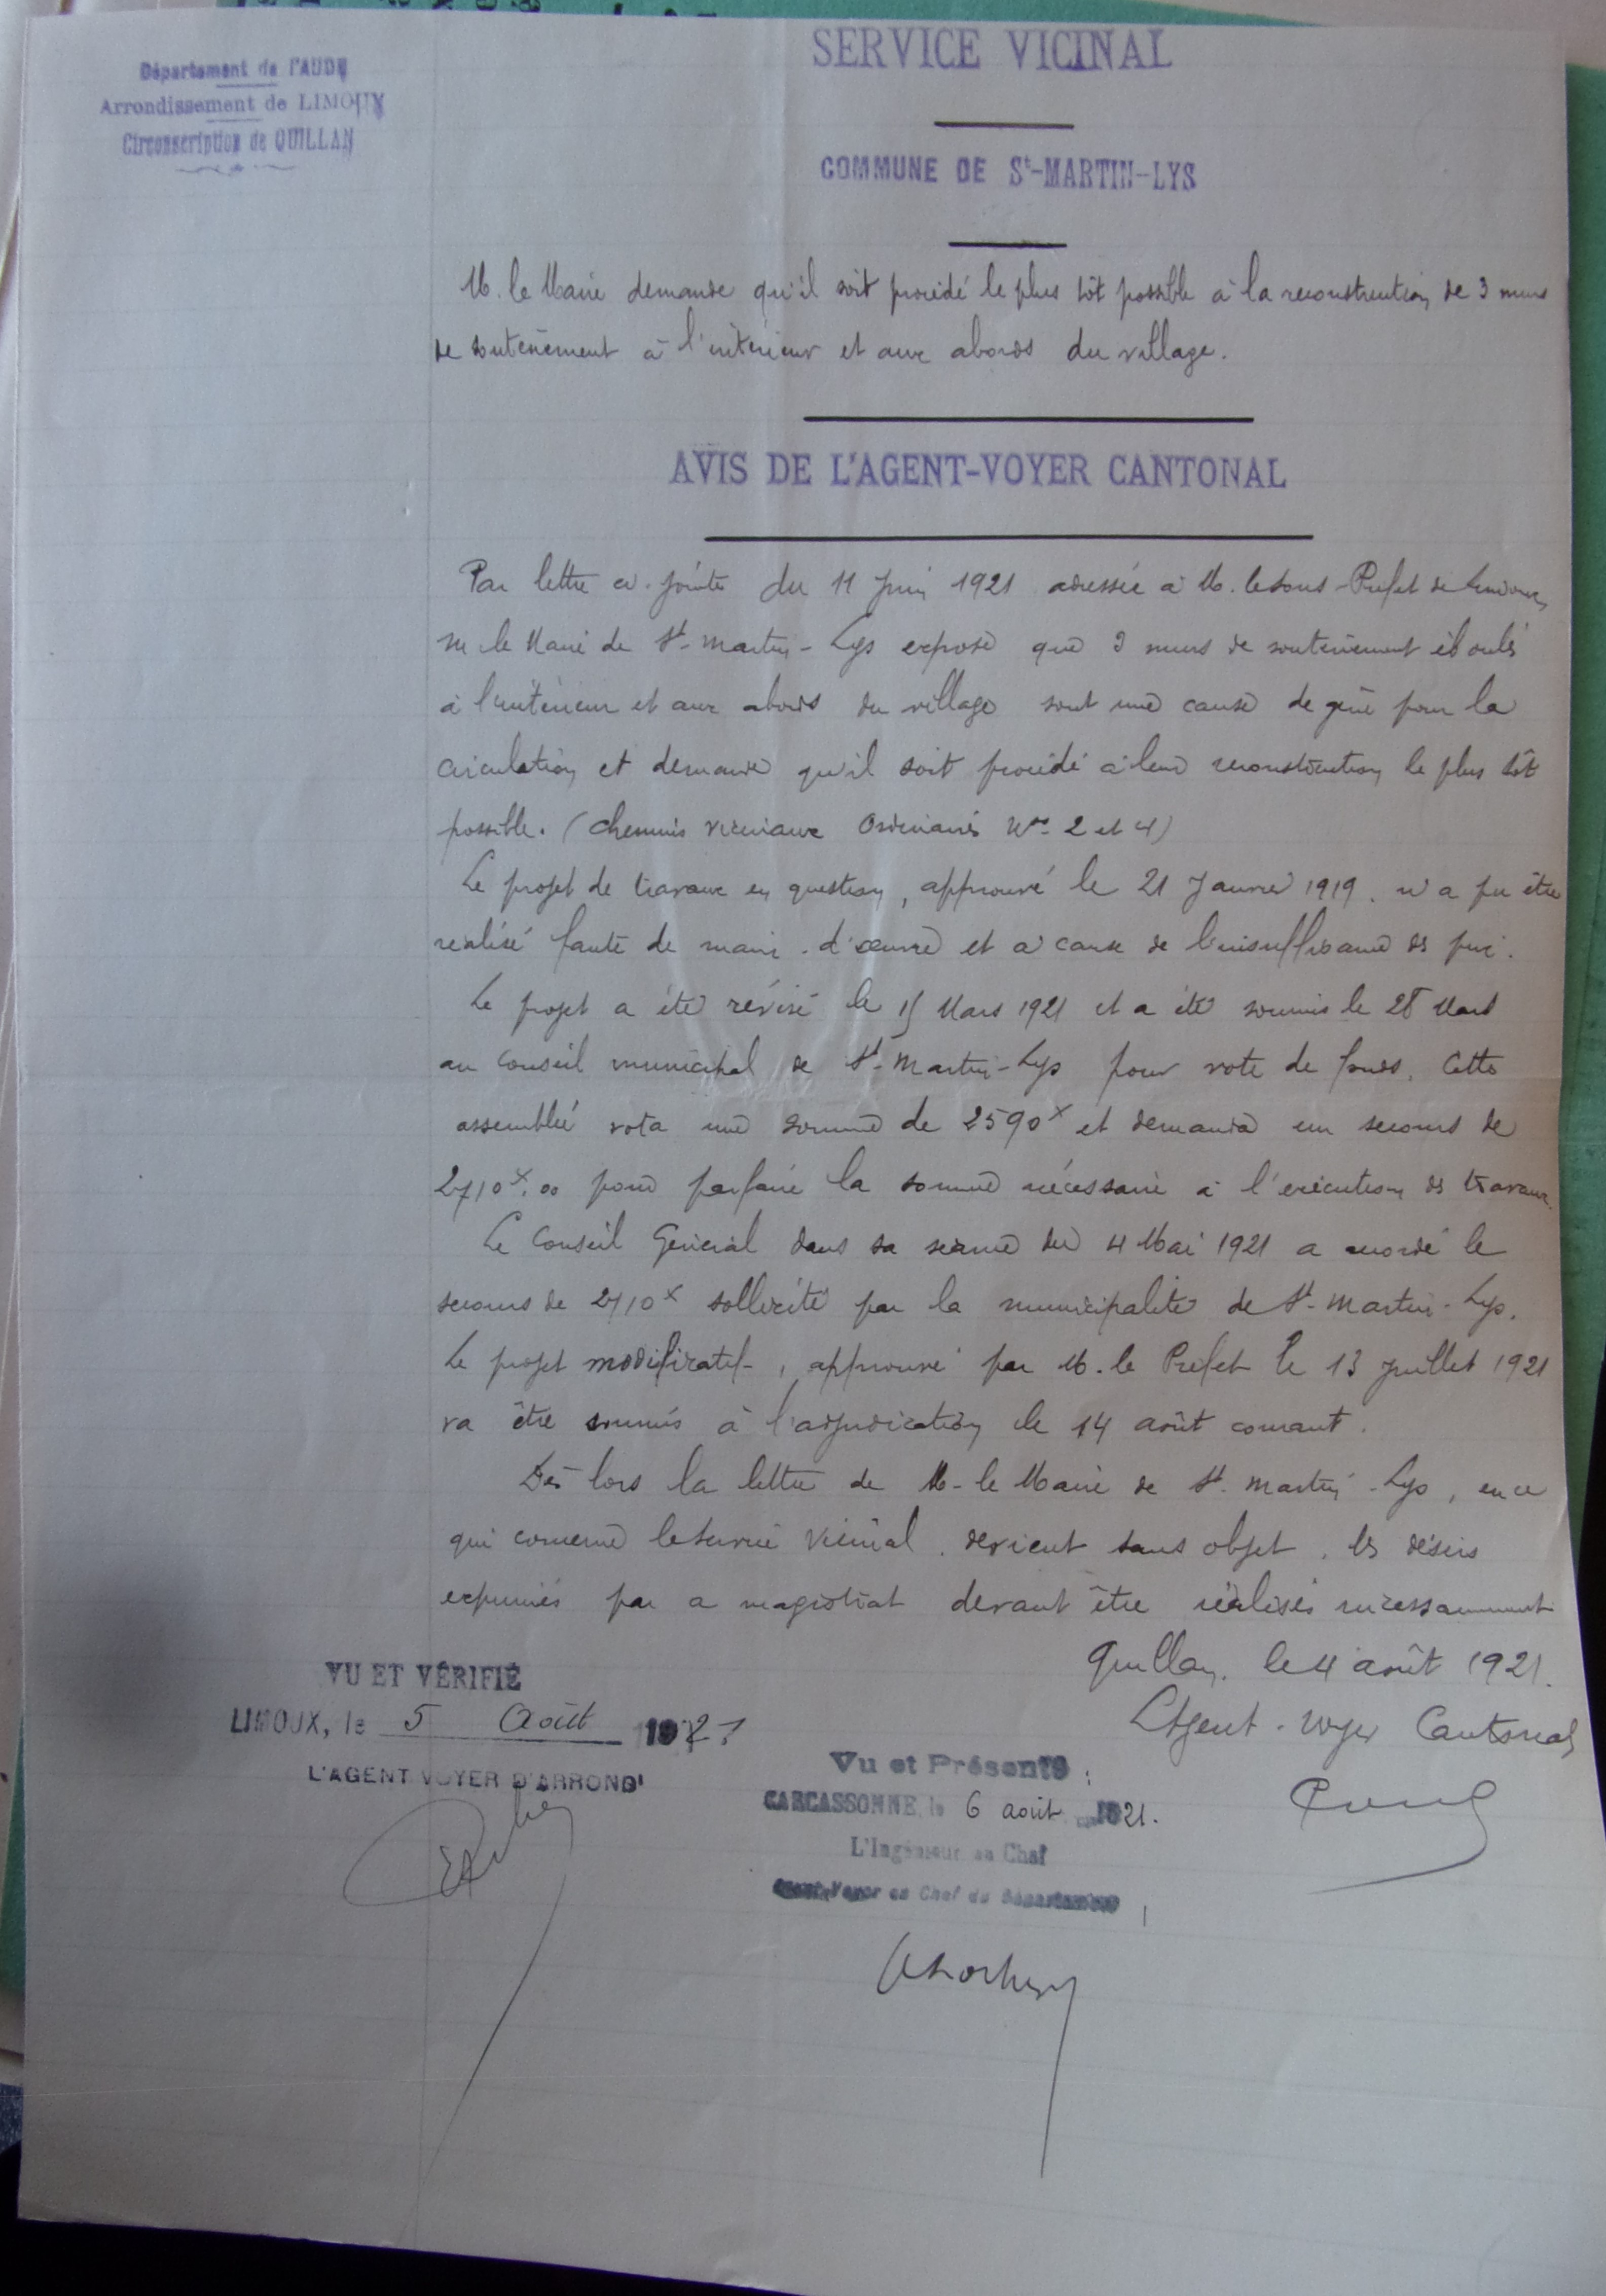 Département de l'AUDE
Arrondissement de LIMOUX
Circonscription de QUILLAN
SERVICE VICINAL
COMMUNE DE St-MARTIN-LYS
M. le Maire demande qu'il soit procédé le plus tôt possible à la reconstruction de 3 murs
de soutènement à l'intérieur et aux abords du village.
AVIS DE L'AGENT-VOYER CANTONAL
Par lettre ci-jointe du 11 Juin 1921 adressée à M. le Sous-Préfet de Limoux,
M le Maire de St-Martin-Lys expose que 3 murs de soutènement éboulés
à l'intérieur et aux abords du village sont une cause de gêne pour la
circulation et demande qu'il soit procédé à leur reconstruction le plus tôt
possible. (Chemins vicinaux Ordinaires Nos 2 et 4)
Le projet de travaux en question, approuvé le 21 Janvier 1919, n'a pu être
réalisé faute de main-d'œuvre et à cause de l'insuffisance des prix.
Le projet a été révisé le 15 Mars 1921 et a été soumis le 28 Mars
au Conseil municipal de St-Martin-Lys pour vote de fonds. Cette
assemblée vota une somme de 2590 f et demanda un secours de
2710 f,00 pour parfaire la somme nécessaire à l'exécution des travaux.
Le Conseil Général dans sa séance du 4 Mai 1921 a accordé le
secours de 2710 f sollicité par la municipalité de St-Martin-Lys.
Le projet modificatif, approuvé par M. le Préfet le 13 Juillet 1921
va être soumis à l'adjudication le 14 août courant.
Dès lors la lettre de M. le Maire de St-Martin-Lys, en ce
qui concerne le Service Vicinal, devient sans objet, les désirs
exprimés par ce magistrat devant être réalisés incessamment
Quillan, le 4 août 1921.
L'Agent-Voyer Cantonal
VU ET VÉRIFIÉ
LIMOUX, le 5 Août 1921
L'AGENT VOYER D'ARRONDt
Vu et Présenté
CARCASSONNE, le 6 août 1921.
L'Ingénieur en Chef
Agent-Voyer en Chef du Département